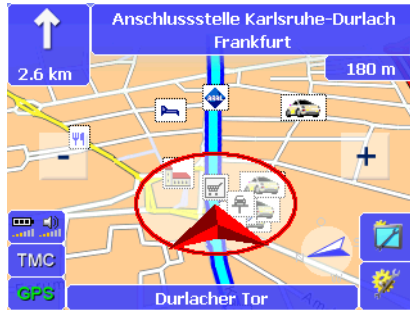 Anschlussstelle Karlsruhe-Durlach
Frankfurt
2.6 km
180 m
-
+
TMC
GPS
Durlacher Tor